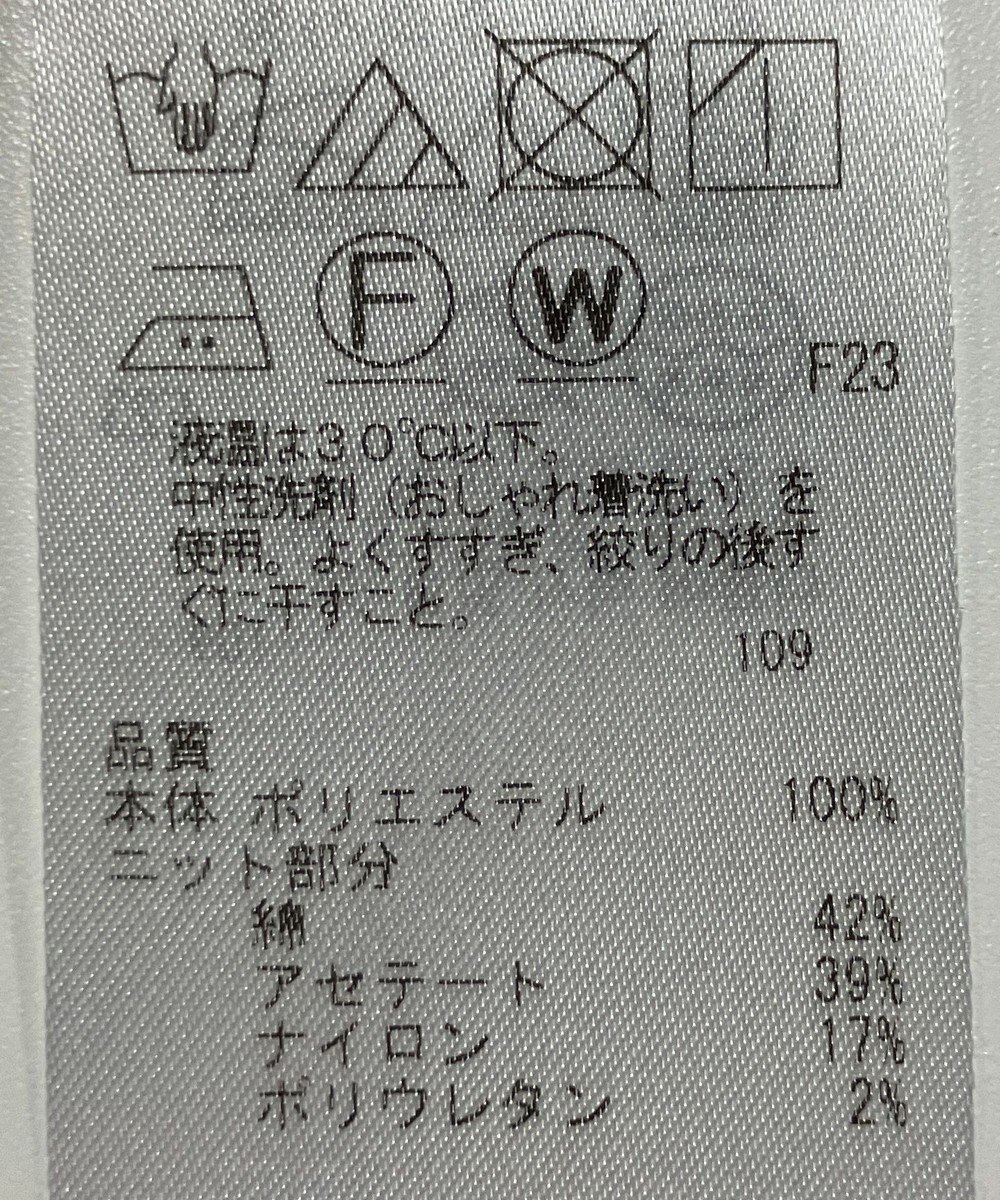 F W F23
液温は30℃以下。
中性洗剤（おしゃれ着洗い）を
使用。よくすすぎ、絞りの後す
ぐに干すこと。
109
品質
本体 ポリエステル 100%
ニット部分
綿 42%
アセテート 39%
ナイロン 17%
ポリウレタン 2%